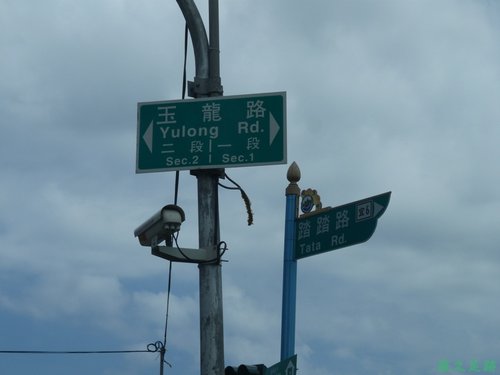 玉龍路
Yulong Rd.
二段 一段
Sec.2 Sec.1
踏踏路
Tata Rd.